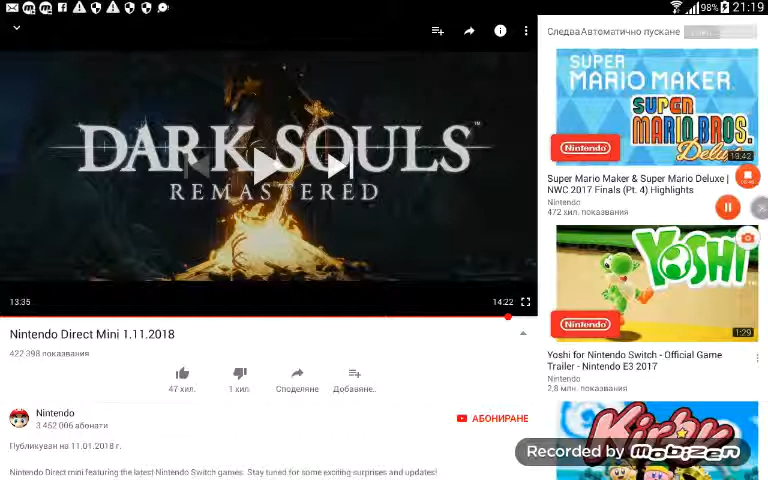 98% 21:19
DARK SOULS™
REMASTERED
13:35
14:22
Nintendo Direct Mini 1.11.2018
422 398 показвания
47 хил.
1 хил.
Споделяне
Добавяне..
Nintendo
3 452 006 абонати
АБОНИРАНЕ
Публикуван на 11.01.2018 г.
Nintendo Direct mini featuring the latest Nintendo Switch games. Stay tuned for some exciting surprises and updates!
Следва Автоматично пускане
SUPER
MARIO MAKER
SUPER
MARIO BROS.
Nintendo
Super Mario Maker & Super Mario Deluxe |
NWC 2017 Finals (Pt. 4) Highlights
Nintendo
472 хил. показвания
YOSHI
Nintendo
1:29
Yoshi for Nintendo Switch - Official Game
Trailer - Nintendo E3 2017
Nintendo
2,8 млн. показвания
Kirby
Recorded by Mobizen